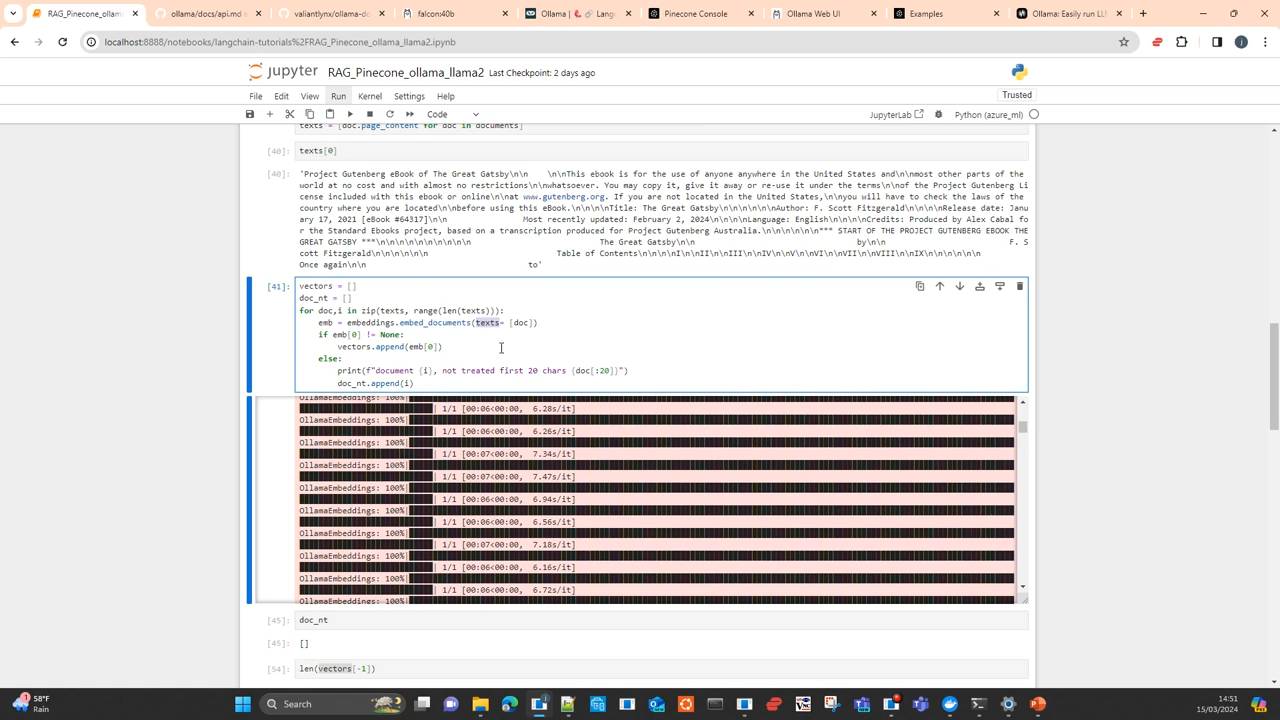 RAG_Pinecone_ollama
ollama/docs/api.md a
valiantlynx/ollama-do
falcon:40b
Ollama | Lang
Pinecone Console
Ollama Web UI
Examples
Ollama: Easily run LL
localhost:8888/notebooks/langchain-tutorials%2FRAG_Pinecone_ollama_llama2.ipynb
jupyter RAG_Pinecone_ollama_llama2 Last Checkpoint: 2 days ago
File Edit View Run Kernel Settings Help
Trusted
Code
JupyterLab Python (azure_ml)
texts = [doc.page_content for doc in documents]
[40]: texts[0]
[40]: 'Project Gutenberg eBook of The Great Gatsby\n\n \n\nThis ebook is for the use of anyone anywhere in the United States and\n\nmost other parts of the
world at no cost and with almost no restrictions\n\nwhatsoever. You may copy it, give it away or re-use it under the terms\n\nof the Project Gutenberg Li
cense included with this ebook or online\n\nat www.gutenberg.org. If you are not located in the United States,\n\nyou will have to check the laws of the
country where you are located\n\nbefore using this eBook.\n\n\n\nTitle: The Great Gatsby\n\n\n\n\n\nAuthor: F. Scott Fitzgerald\n\n\n\n\n\nRelease date: Janu
ary 17, 2021 [eBook #64317]\n\n Most recently updated: February 2, 2024\n\n\n\nLanguage: English\n\n\n\nCredits: Produced by Alex Cabal fo
r the Standard Ebooks project, based on a transcription produced for Project Gutenberg Australia.\n\n\n\n\n\n*** START OF THE PROJECT GUTENBERG EBOOK THE
GREAT GATSBY ***\n\n\n\n\n\n\n\n\n\n The Great Gatsby\n\n by\n\n F. S
cott Fitzgerald\n\n\n\n\n\n Table of Contents\n\n\n\nI\n\nII\n\nIII\n\nIV\n\nV\n\nVI\n\nVII\n\nVIII\n\nIX\n\n\n\n\n\n
Once again\n\n to'
[41]: vectors = []
doc_nt = []
for doc,i in zip(texts, range(len(texts))):
emb = embeddings.embed_documents(texts= [doc])
if emb[0] != None:
vectors.append(emb[0])
else:
print(f"document {i}, not treated first 20 chars {doc[:20]}")
doc_nt.append(i)
OllamaEmbeddings: 100%|
| 1/1 [00:06<00:00, 6.28s/it]
OllamaEmbeddings: 100%|
| 1/1 [00:06<00:00, 6.26s/it]
OllamaEmbeddings: 100%|
| 1/1 [00:07<00:00, 7.34s/it]
OllamaEmbeddings: 100%|
| 1/1 [00:07<00:00, 7.47s/it]
OllamaEmbeddings: 100%|
| 1/1 [00:06<00:00, 6.94s/it]
OllamaEmbeddings: 100%|
| 1/1 [00:06<00:00, 6.56s/it]
OllamaEmbeddings: 100%|
| 1/1 [00:07<00:00, 7.18s/it]
OllamaEmbeddings: 100%|
| 1/1 [00:06<00:00, 6.16s/it]
OllamaEmbeddings: 100%|
| 1/1 [00:06<00:00, 6.72s/it]
OllamaEmbeddings: 100%|
[45]: doc_nt
[45]: []
[54]: len(vectors[-1])
58°F
Rain
Search
14:51
15/03/2024